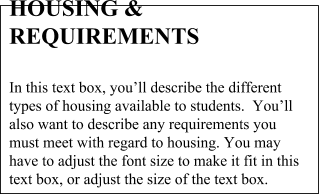 HOUSING &
REQUIREMENTS
In this text box, you’ll describe the different
types of housing available to students.  You’ll
also want to describe any requirements you
must meet with regard to housing. You may
have to adjust the font size to make it fit in this
text box, or adjust the size of the text box.